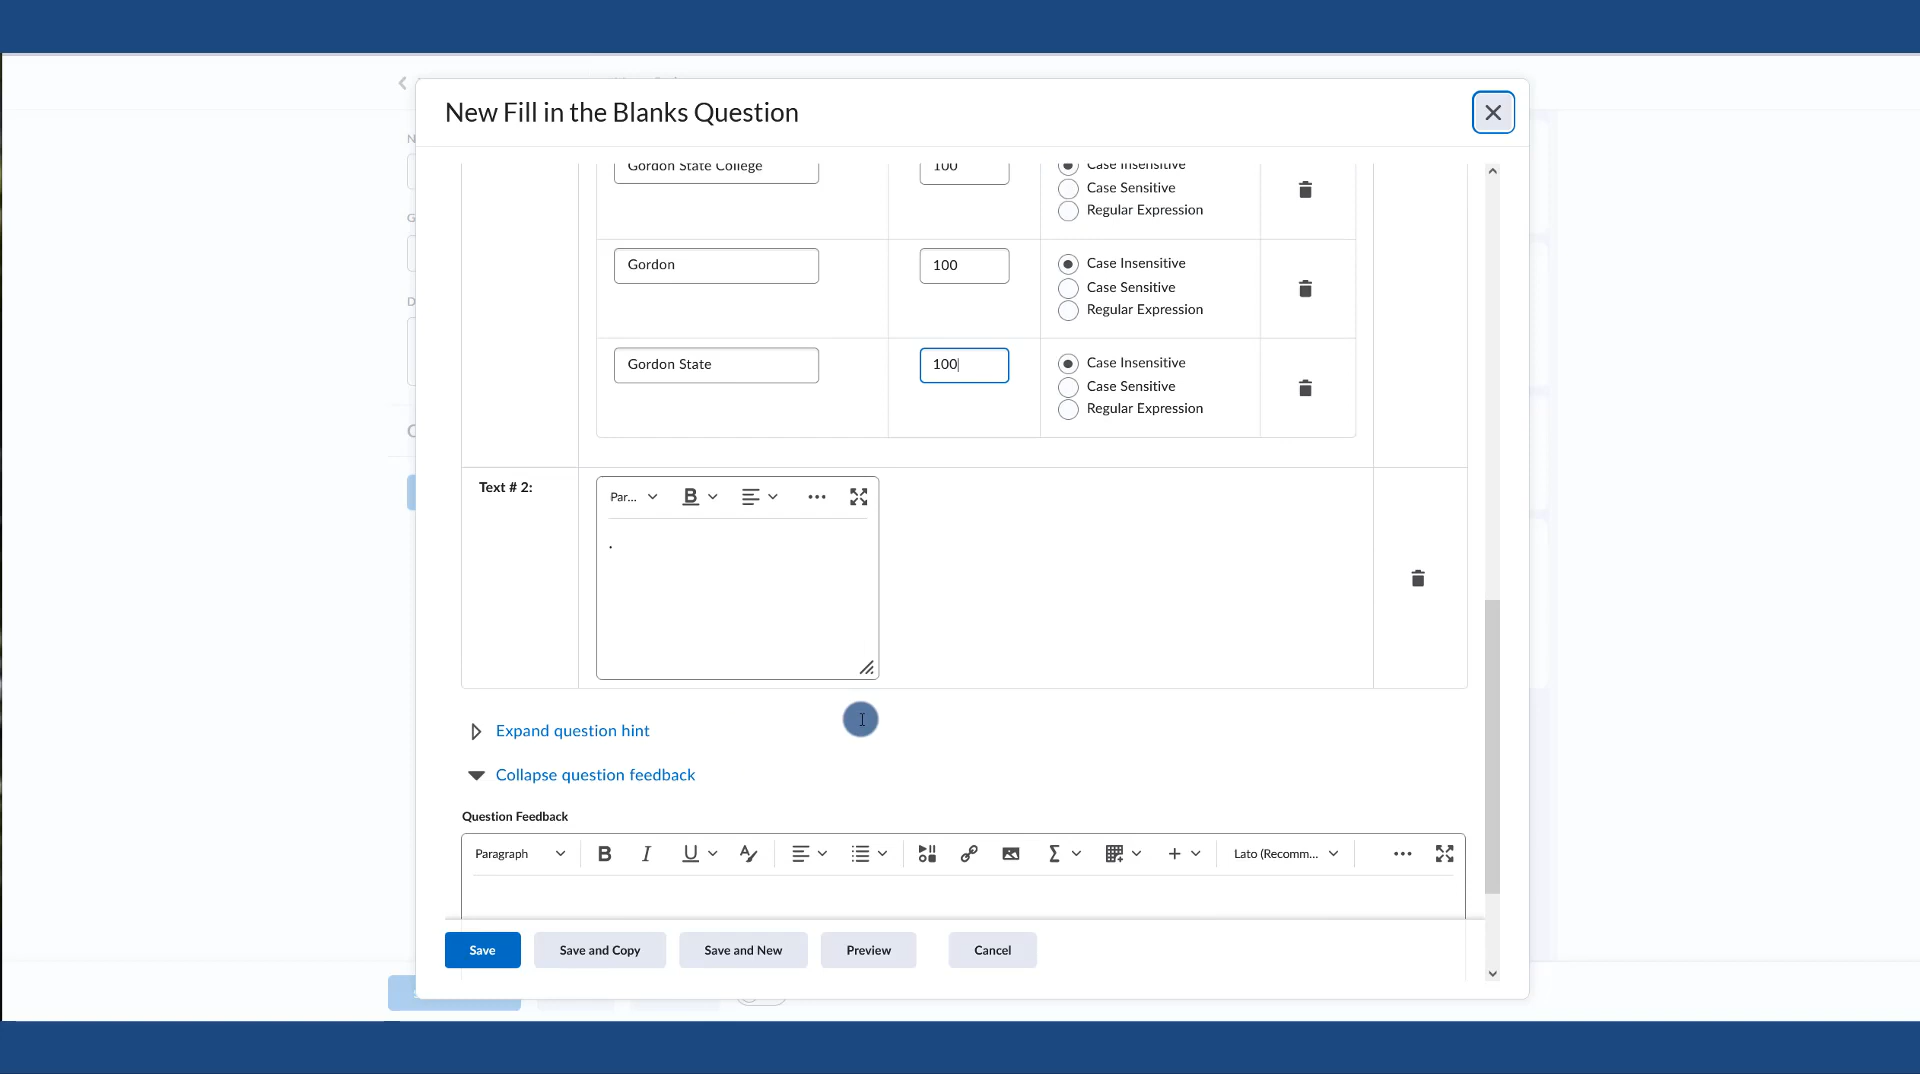 New Fill in the Blanks Question
Gordon State College
100
Case Insensitive
Case Sensitive
Regular Expression
Gordon
100
Case Insensitive
Case Sensitive
Regular Expression
Gordon State
100
Case Insensitive
Case Sensitive
Regular Expression
Text # 2:
Par...
B
.
Expand question hint
Collapse question feedback
Question Feedback
Paragraph
B I U
Lato (Recomm...
Save
Save and Copy
Save and New
Preview
Cancel